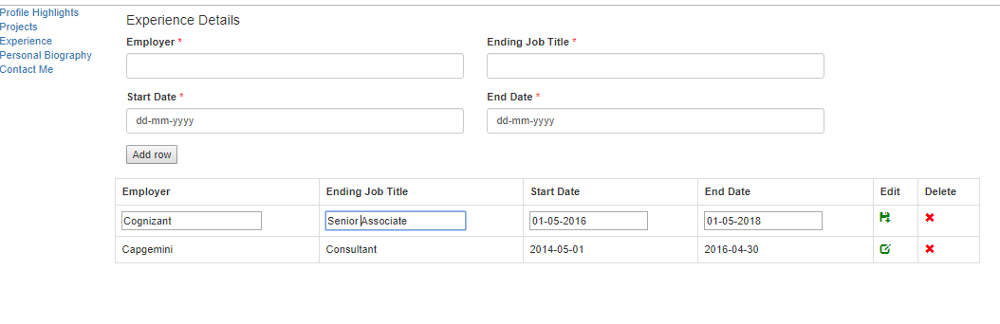 Profile Highlights
Projects
Experience
Personal Biography
Contact Me
Experience Details
Employer * Ending Job Title *
Start Date * End Date *
dd-mm-yyyy dd-mm-yyyy
Add row
Employer Ending Job Title Start Date End Date Edit Delete
Cognizant Senior Associate 01-05-2016 01-05-2018
Capgemini Consultant 2014-05-01 2016-04-30